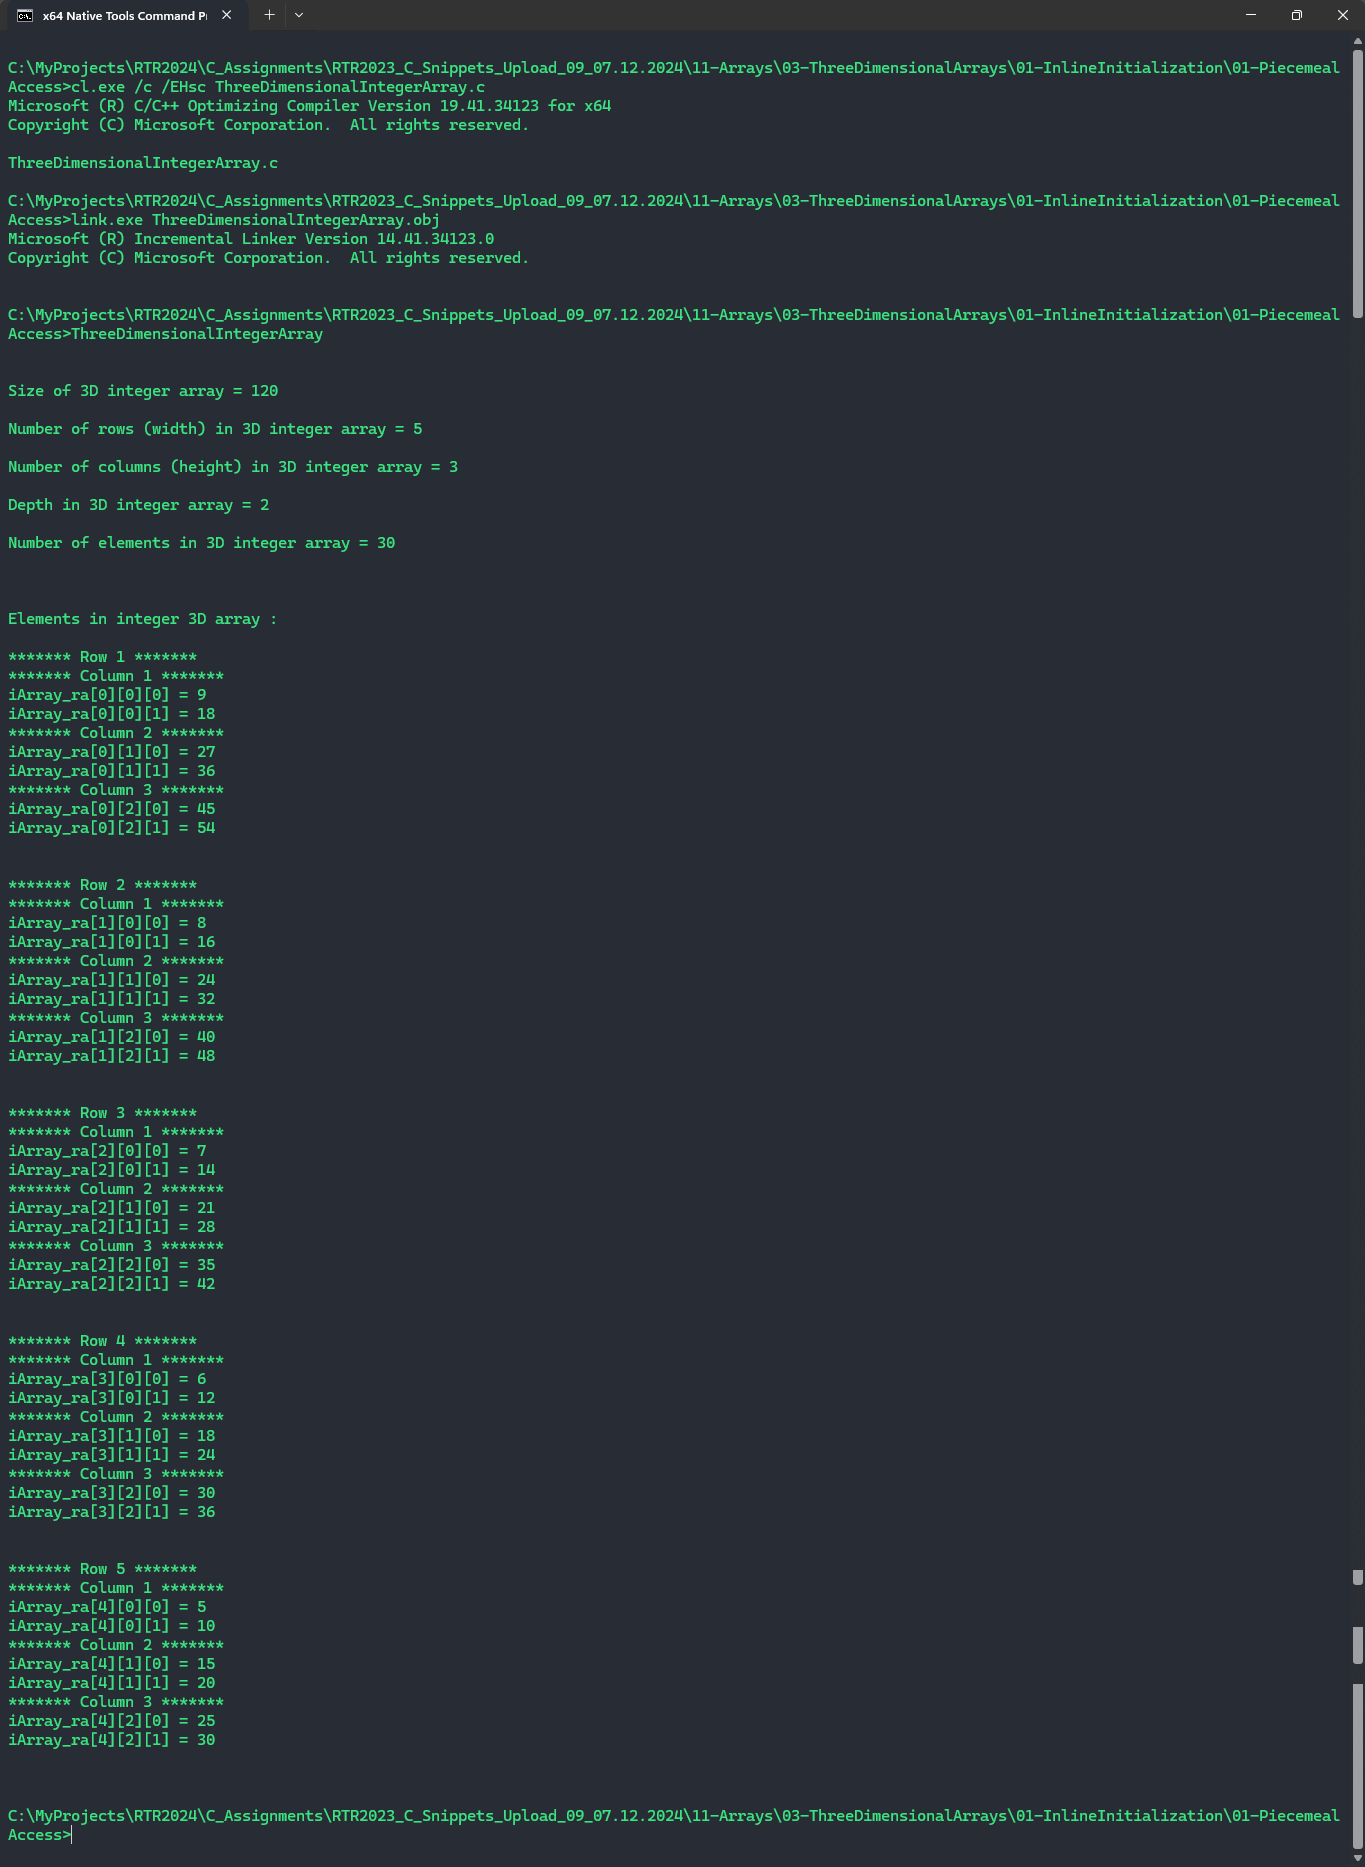 x64 Native Tools Command Pr
C:\MyProjects\RTR2024\C_Assignments\RTR2023_C_Snippets_Upload_09_07.12.2024\11-Arrays\03-ThreeDimensionalArrays\01-InlineInitialization\01-Piecemeal
Access>cl.exe /c /EHsc ThreeDimensionalIntegerArray.c
Microsoft (R) C/C++ Optimizing Compiler Version 19.41.34123 for x64
Copyright (C) Microsoft Corporation.  All rights reserved.

ThreeDimensionalIntegerArray.c

C:\MyProjects\RTR2024\C_Assignments\RTR2023_C_Snippets_Upload_09_07.12.2024\11-Arrays\03-ThreeDimensionalArrays\01-InlineInitialization\01-Piecemeal
Access>link.exe ThreeDimensionalIntegerArray.obj
Microsoft (R) Incremental Linker Version 14.41.34123.0
Copyright (C) Microsoft Corporation.  All rights reserved.

C:\MyProjects\RTR2024\C_Assignments\RTR2023_C_Snippets_Upload_09_07.12.2024\11-Arrays\03-ThreeDimensionalArrays\01-InlineInitialization\01-Piecemeal
Access>ThreeDimensionalIntegerArray

Size of 3D integer array = 120

Number of rows (width) in 3D integer array = 5

Number of columns (height) in 3D integer array = 3

Depth in 3D integer array = 2

Number of elements in 3D integer array = 30

Elements in integer 3D array :

******* Row 1 *******
******* Column 1 *******
iArray_ra[0][0][0] = 9
iArray_ra[0][0][1] = 18
******* Column 2 *******
iArray_ra[0][1][0] = 27
iArray_ra[0][1][1] = 36
******* Column 3 *******
iArray_ra[0][2][0] = 45
iArray_ra[0][2][1] = 54

******* Row 2 *******
******* Column 1 *******
iArray_ra[1][0][0] = 8
iArray_ra[1][0][1] = 16
******* Column 2 *******
iArray_ra[1][1][0] = 24
iArray_ra[1][1][1] = 32
******* Column 3 *******
iArray_ra[1][2][0] = 40
iArray_ra[1][2][1] = 48

******* Row 3 *******
******* Column 1 *******
iArray_ra[2][0][0] = 7
iArray_ra[2][0][1] = 14
******* Column 2 *******
iArray_ra[2][1][0] = 21
iArray_ra[2][1][1] = 28
******* Column 3 *******
iArray_ra[2][2][0] = 35
iArray_ra[2][2][1] = 42

******* Row 4 *******
******* Column 1 *******
iArray_ra[3][0][0] = 6
iArray_ra[3][0][1] = 12
******* Column 2 *******
iArray_ra[3][1][0] = 18
iArray_ra[3][1][1] = 24
******* Column 3 *******
iArray_ra[3][2][0] = 30
iArray_ra[3][2][1] = 36

******* Row 5 *******
******* Column 1 *******
iArray_ra[4][0][0] = 5
iArray_ra[4][0][1] = 10
******* Column 2 *******
iArray_ra[4][1][0] = 15
iArray_ra[4][1][1] = 20
******* Column 3 *******
iArray_ra[4][2][0] = 25
iArray_ra[4][2][1] = 30

C:\MyProjects\RTR2024\C_Assignments\RTR2023_C_Snippets_Upload_09_07.12.2024\11-Arrays\03-ThreeDimensionalArrays\01-InlineInitialization\01-Piecemeal
Access>